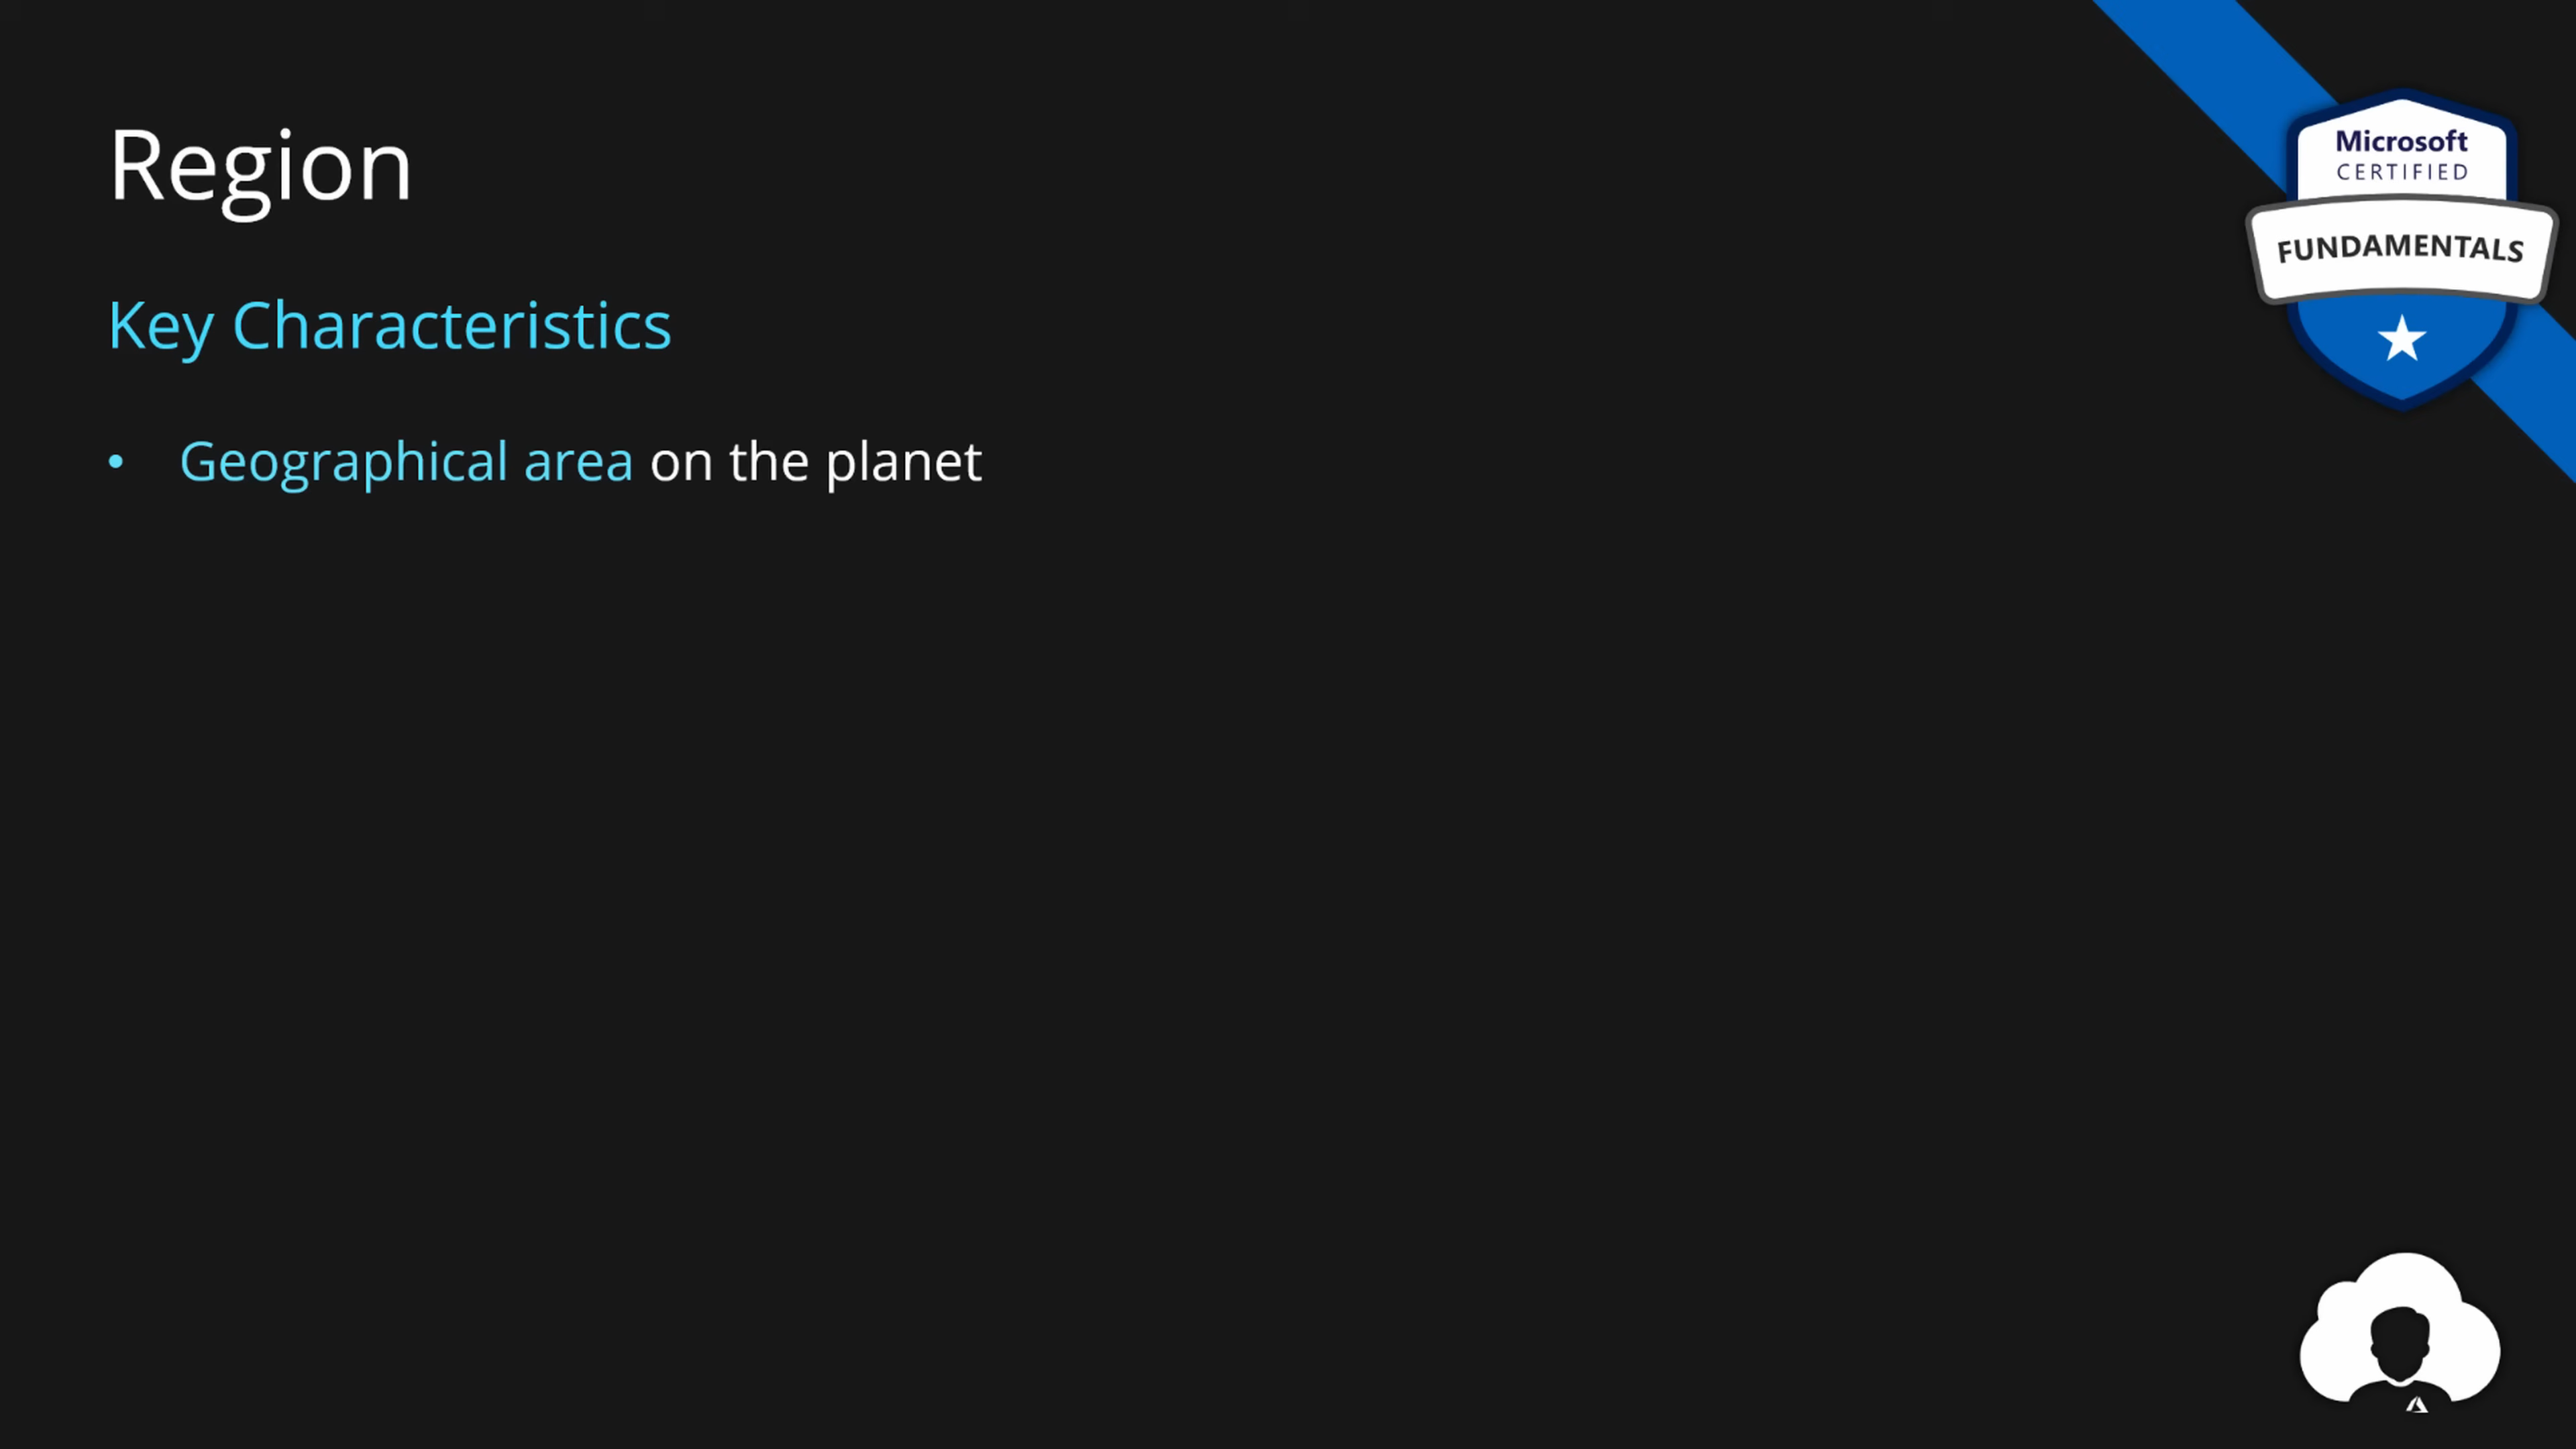 Region
Microsoft
CERTIFIED
FUNDAMENTALS
Key Characteristics
• Geographical area on the planet